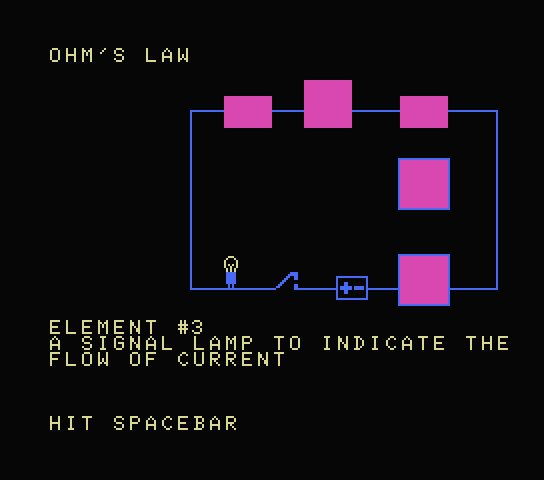 OHM'S LAW
+-
ELEMENT #3
A SIGNAL LAMP TO INDICATE THE
FLOW OF CURRENT
HIT SPACEBAR